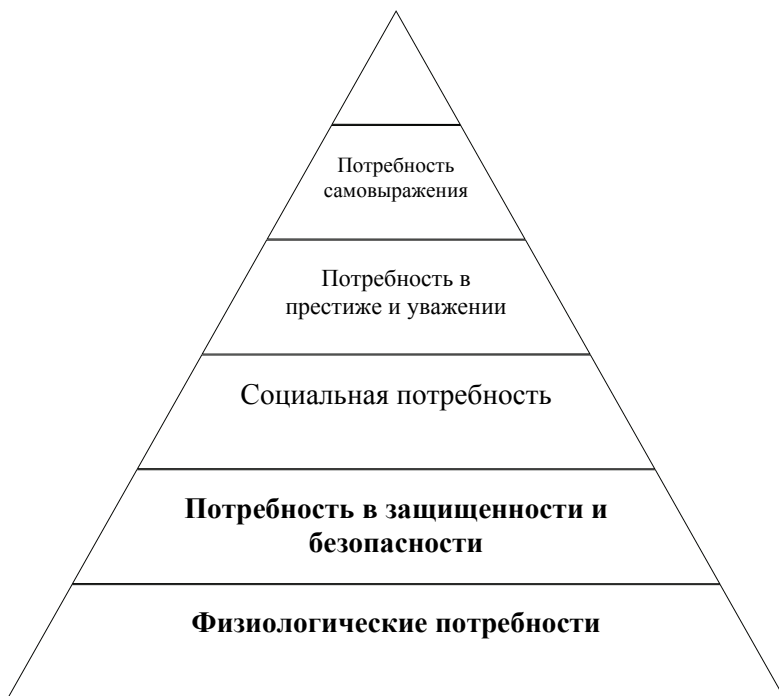 Потребность
самовыражения
Потребность в
престиже и уважении
Социальная потребность
Потребность в защищенности и
безопасности
Физиологические потребности